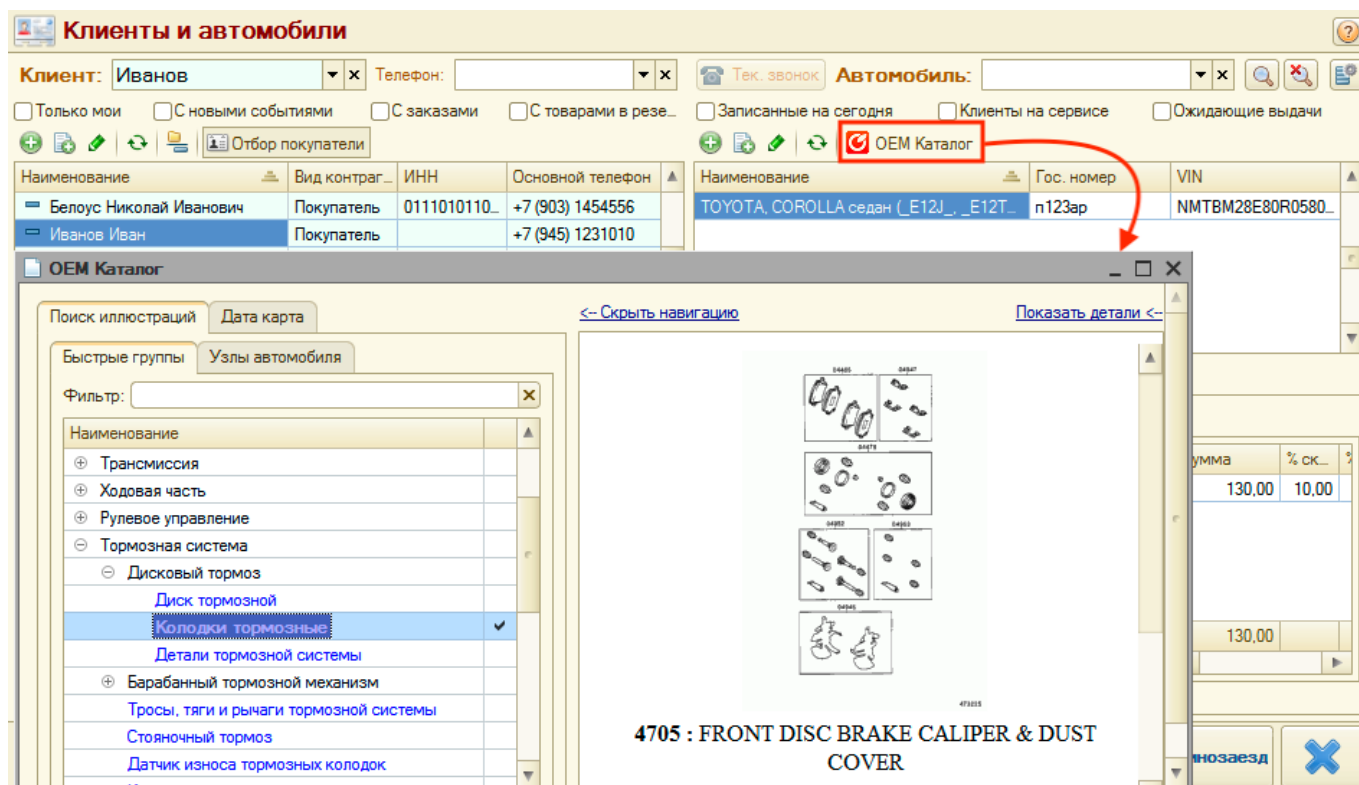 Клиенты и автомобили
Клиент: Иванов Телефон: Тек. звонок Автомобиль:
Только мои С новыми событиями С заказами С товарами в резе... Записанные на сегодня Клиенты на сервисе Ожидающие выдачи
Отбор покупатели OEM Каталог
Наименование Вид контраг... ИНН Основной телефон Наименование Гос. номер VIN
Белоус Николай Иванович Покупатель 0111010110... +7 (903) 1454556 TOYOTA, COROLLA седан (_E12J_, _E12T... п123ар NMTBM28E80R0580...
Иванов Иван Покупатель +7 (945) 1231010
OEM Каталог
Поиск иллюстраций Дата карта <-- Скрыть навигацию Показать детали <--
Быстрые группы Узлы автомобиля
Фильтр:
Наименование
Трансмиссия
Ходовая часть
Рулевое управление
Тормозная система
Дисковый тормоз
Диск тормозной
Колодки тормозные
Детали тормозной системы
Барабанный тормозной механизм
Тросы, тяги и рычаги тормозной системы
Стояночный тормоз
Датчик износа тормозных колодок
04465 04947
04478
04945
4705 : FRONT DISC BRAKE CALIPER & DUST
COVER
умма % ск...
130,00 10,00
130,00
инозаезд